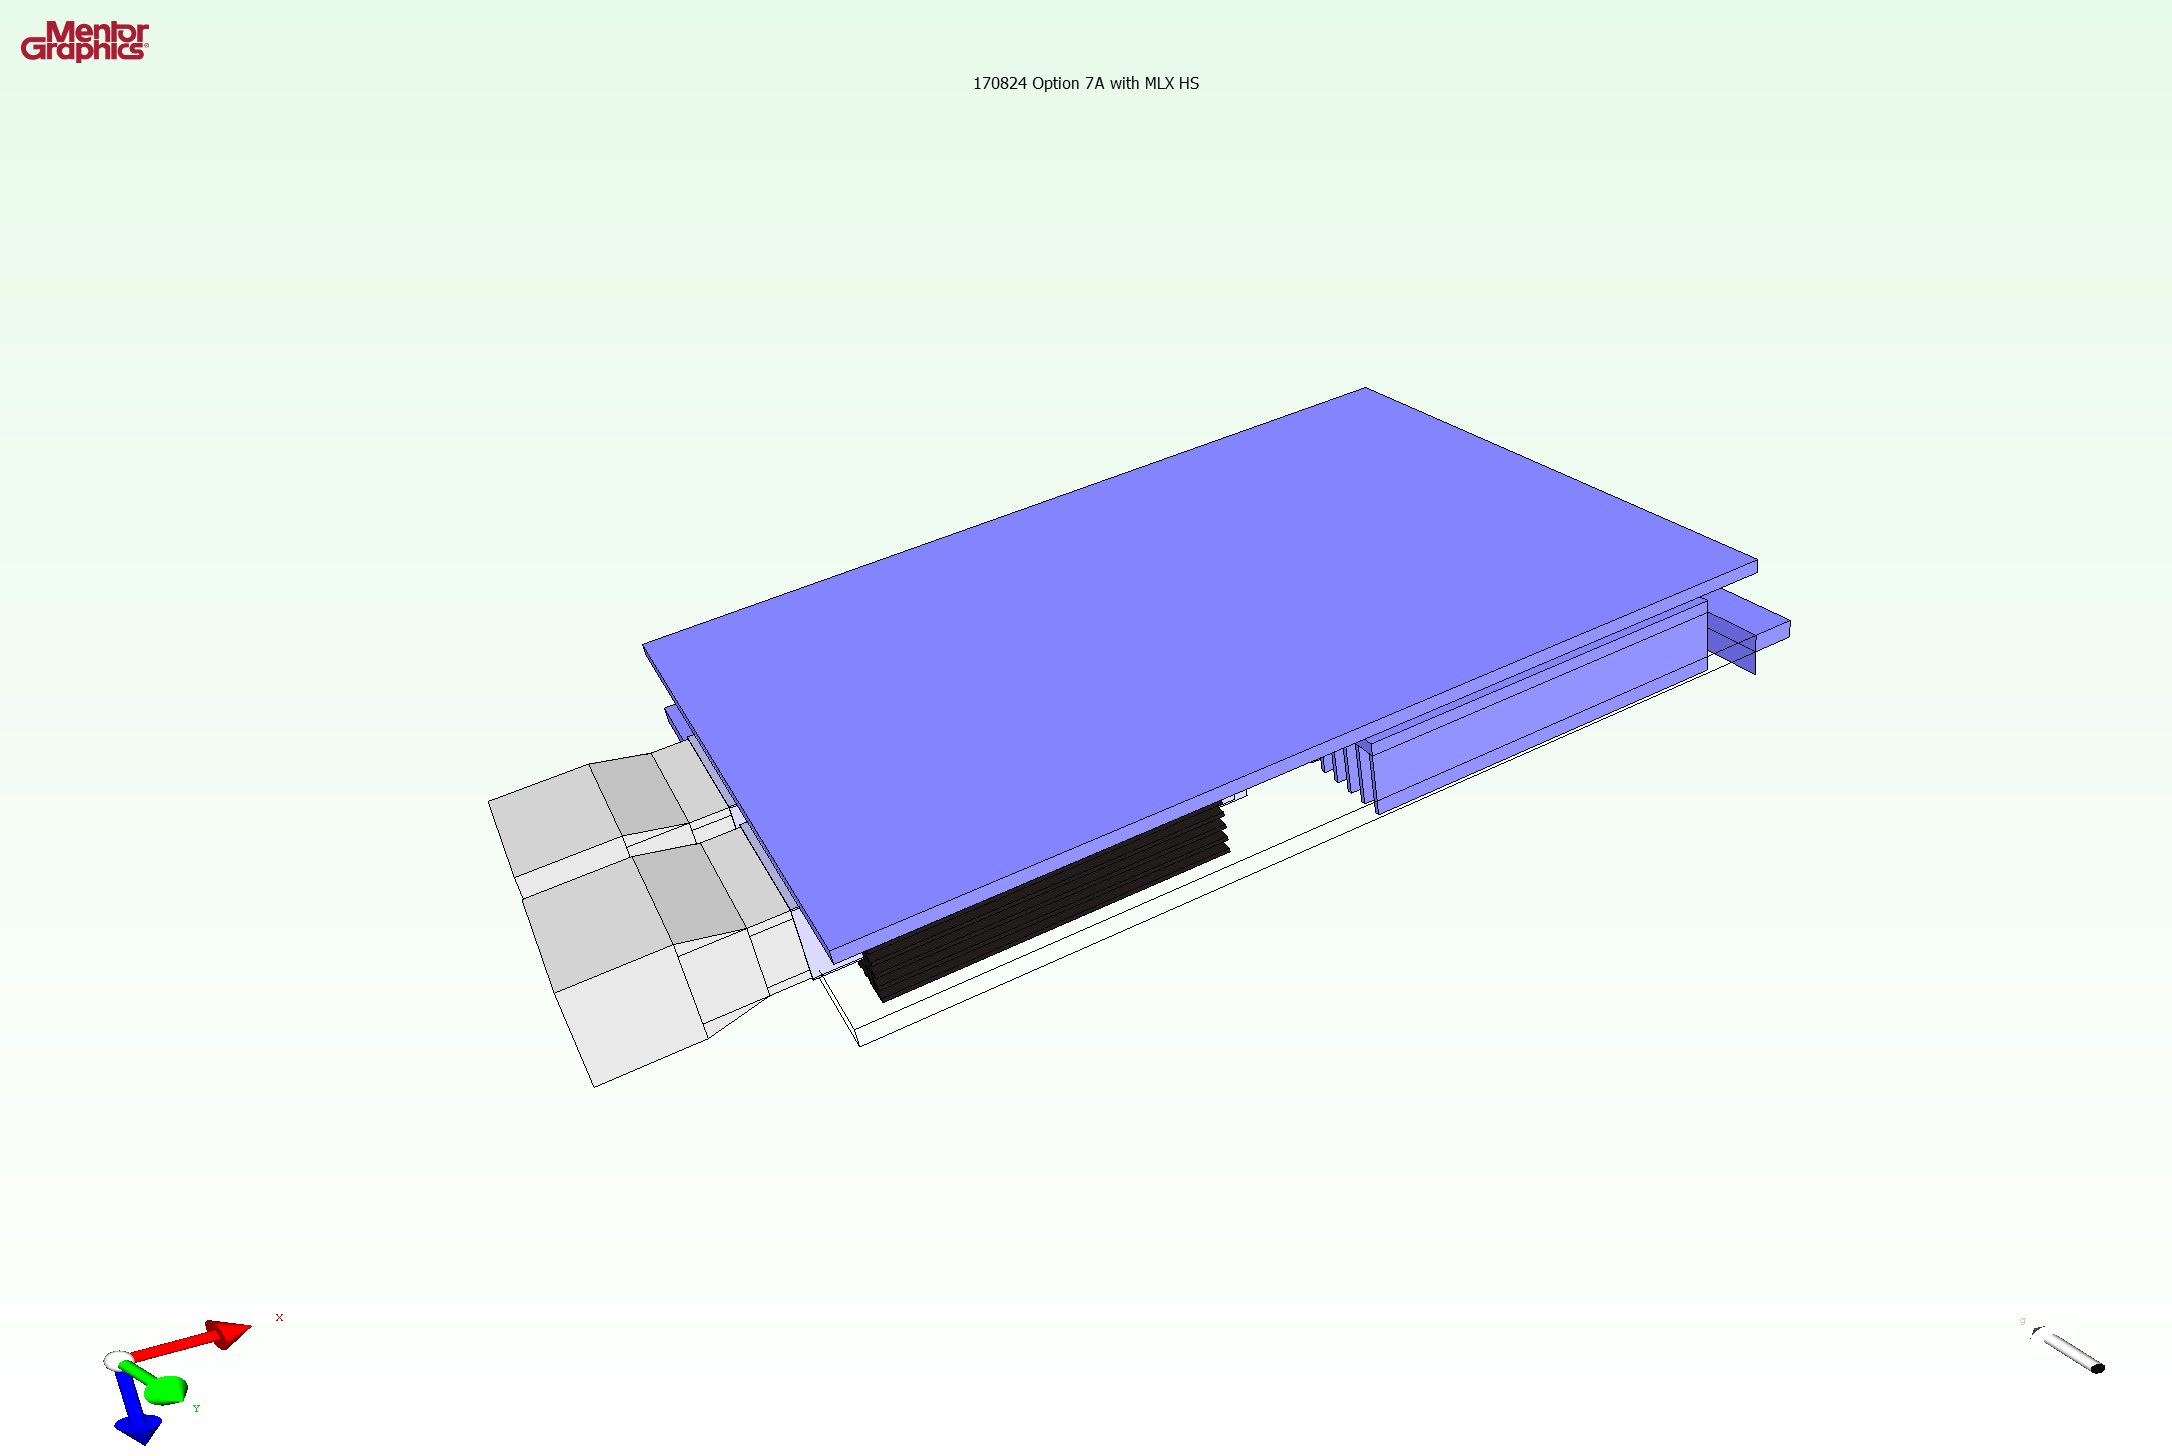 Mentor
Graphics®
170824 Option 7A with MLX HS
X
Y
g